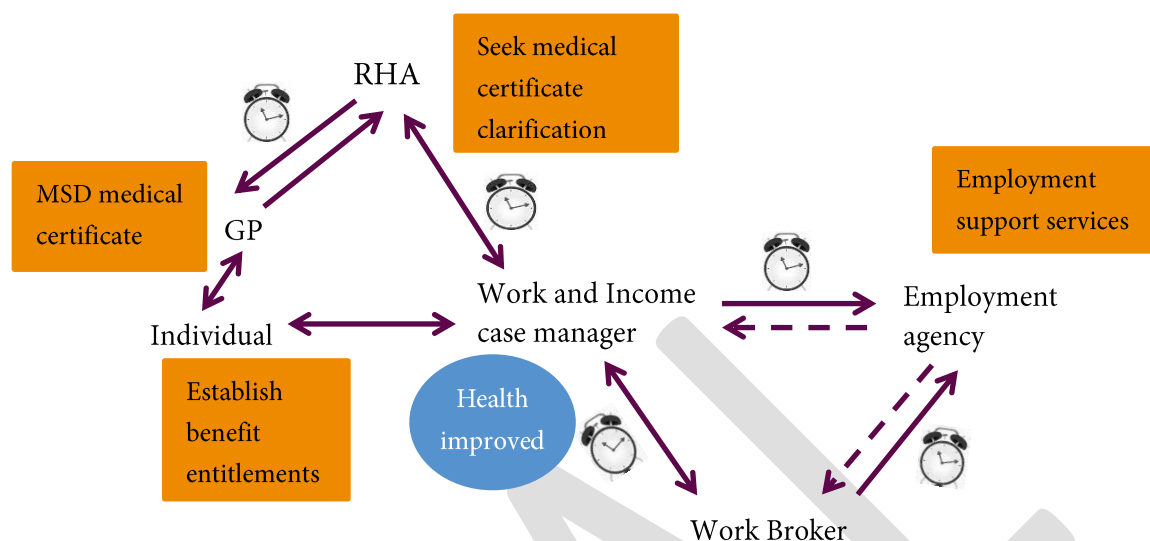 RHA
Seek medical
certificate
clarification
MSD medical
certificate
GP
Employment
support services
Individual
Work and Income
case manager
Employment
agency
Establish
benefit
entitlements
Health
improved
Work Broker